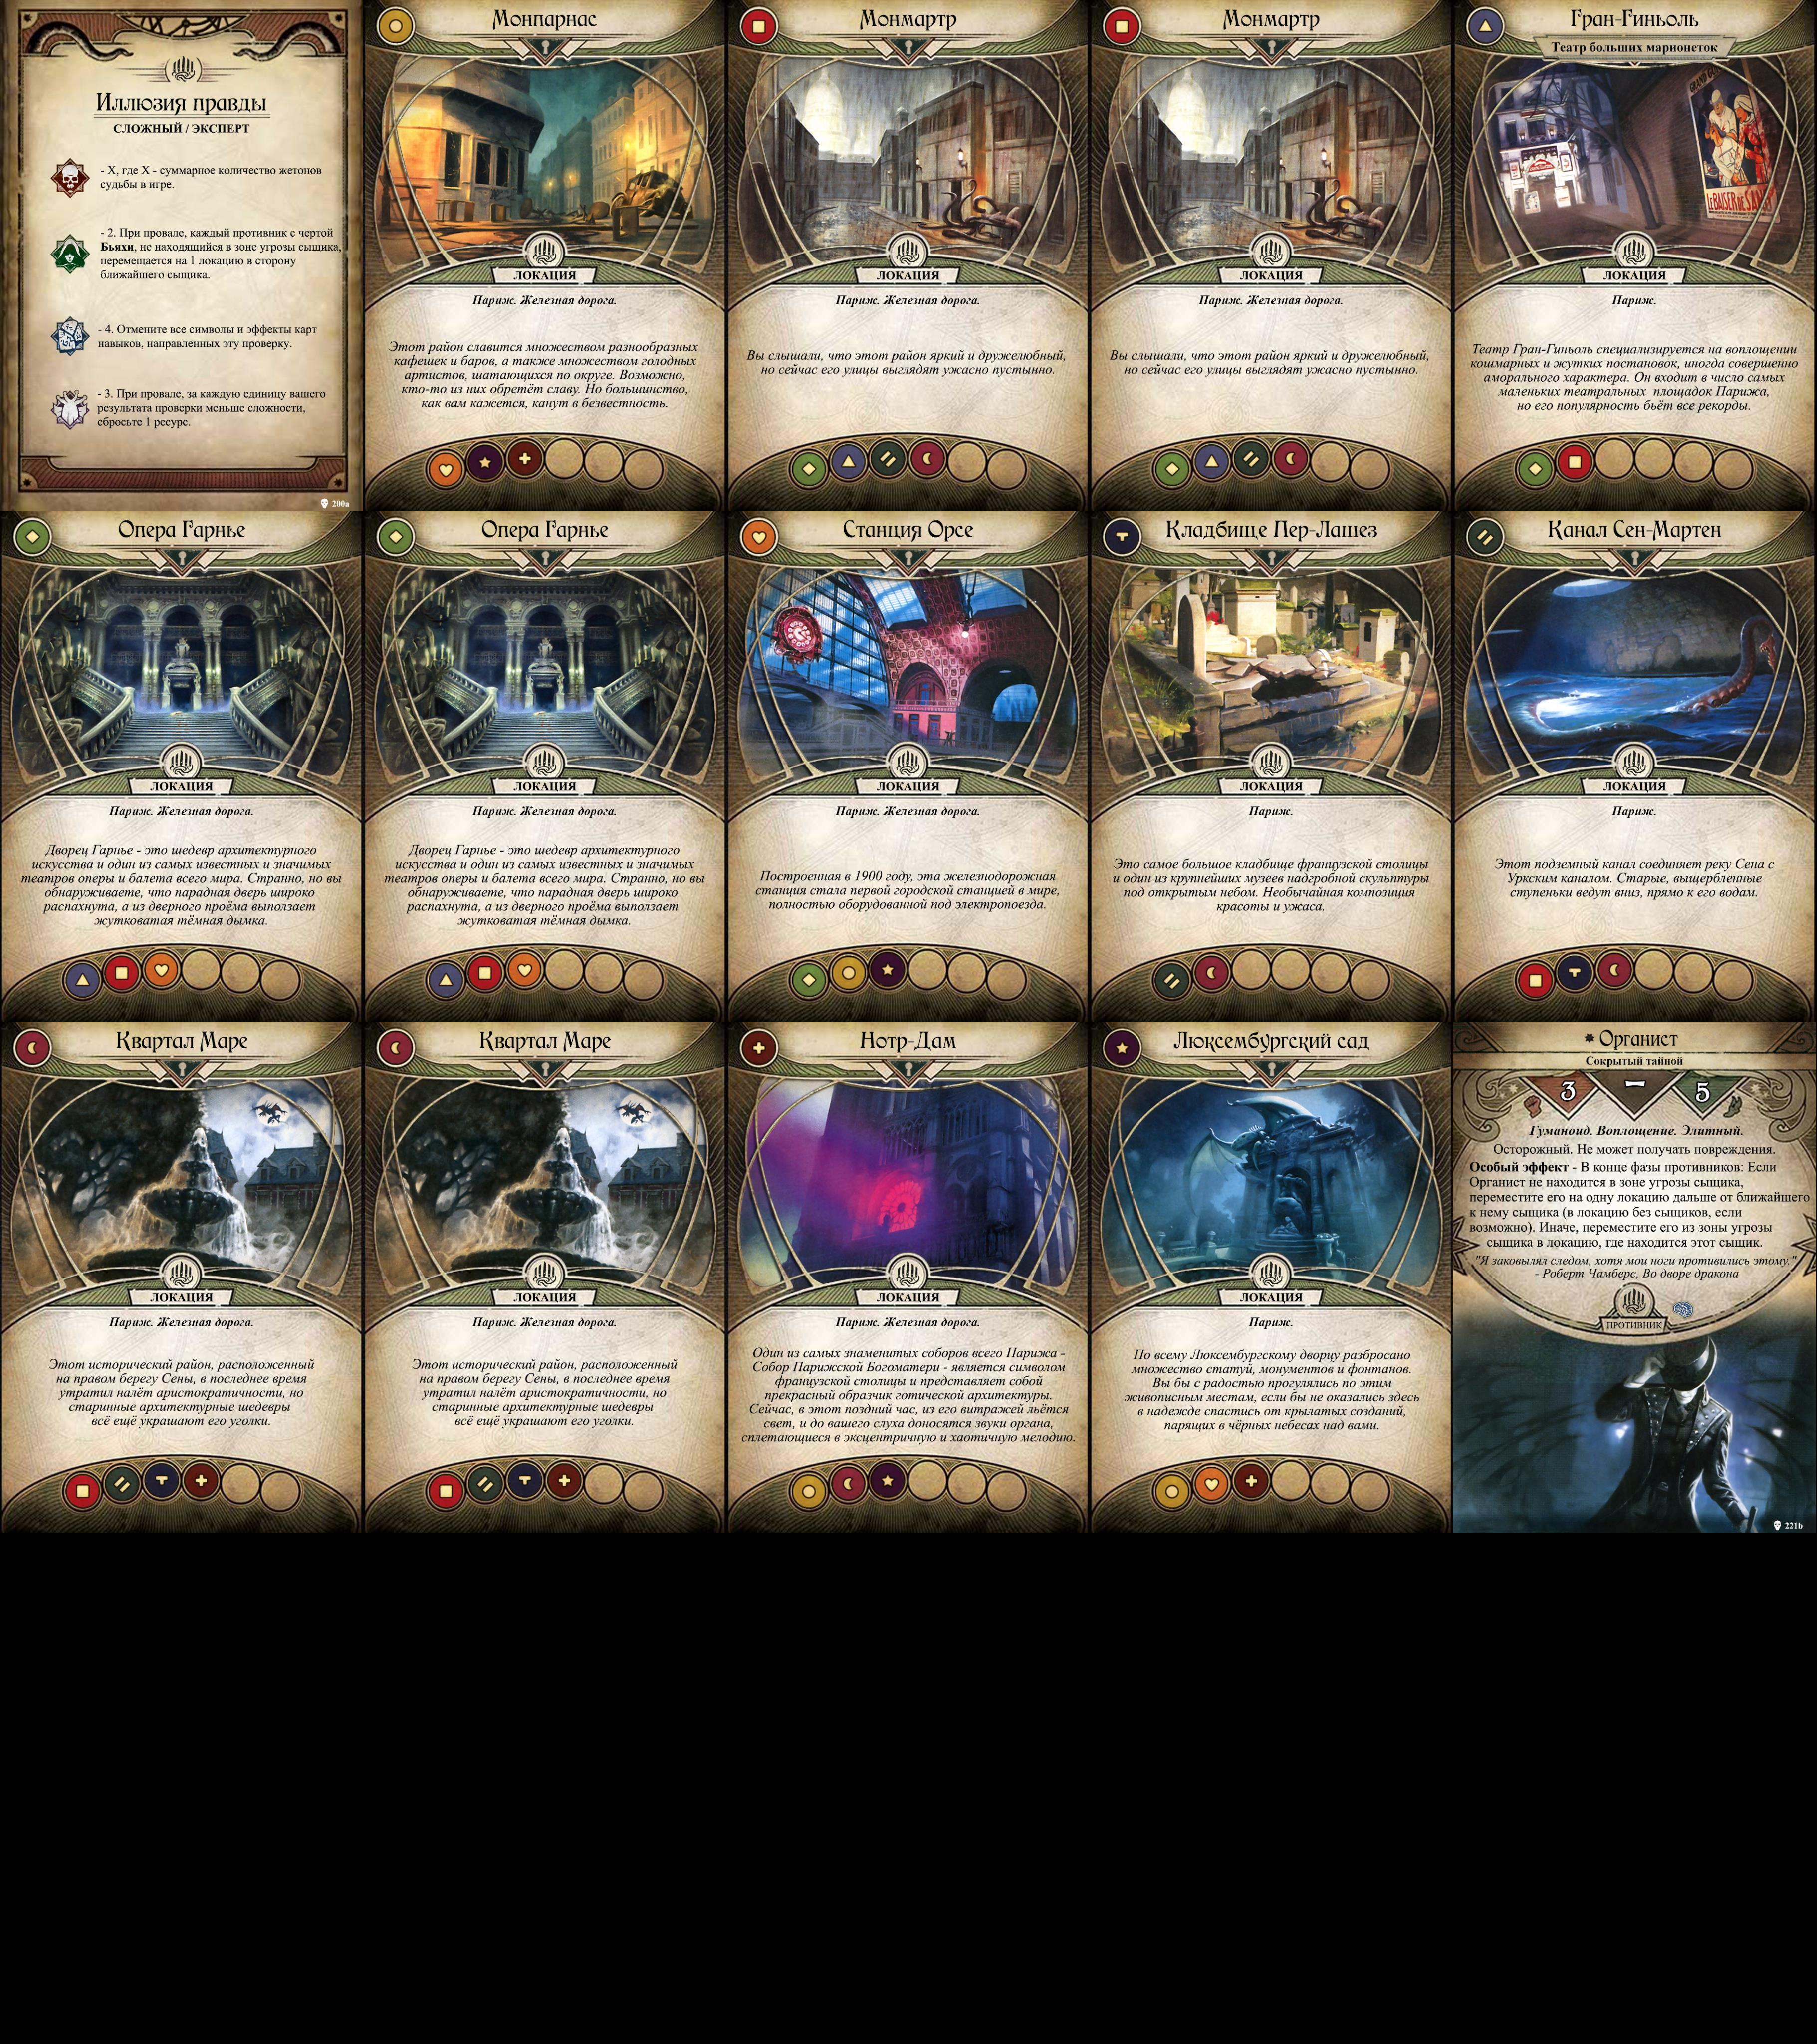 Иллюзия правды
СЛОЖНЫЙ / ЭКСПЕРТ
- X, где X - суммарное количество жетонов
судьбы в игре.
- 2. При провале, каждый противник с чертой
Бьяхи, не находящийся в зоне угрозы сыщика,
перемещается на 1 локацию в сторону
ближайшего сыщика.
- 4. Отмените все символы и эффекты карт
навыков, направленных эту проверку.
- 3. При провале, за каждую единицу вашего
результата проверки меньше сложности,
сбросьте 1 ресурс.
200a
Монпарнас
ЛОКАЦИЯ
Париж. Железная дорога.
Этот район славится множеством разнообразных
кафешек и баров, а также множеством голодных
артистов, шатающихся по округе. Возможно,
кто-то из них обретёт славу. Но большинство,
как вам кажется, канут в безвестность.
Монмартр
ЛОКАЦИЯ
Париж. Железная дорога.
Вы слышали, что этот район яркий и дружелюбный,
но сейчас его улицы выглядят ужасно пустынно.
Монмартр
ЛОКАЦИЯ
Париж. Железная дорога.
Вы слышали, что этот район яркий и дружелюбный,
но сейчас его улицы выглядят ужасно пустынно.
Гран-Гиньоль
Театр больших марионеток
LE BAISER DE SANG
ЛОКАЦИЯ
Париж.
Театр Гран-Гиньоль специализируется на воплощении
кошмарных и жутких постановок, иногда совершенно
аморального характера. Он входит в число самых
маленьких театральных площадок Парижа,
но его популярность бьёт все рекорды.
Опера Гарнье
ЛОКАЦИЯ
Париж. Железная дорога.
Дворец Гарнье - это шедевр архитектурного
искусства и один из самых известных и значимых
театров оперы и балета всего мира. Странно, но вы
обнаруживаете, что парадная дверь широко
распахнута, а из дверного проёма выползает
жутковатая тёмная дымка.
Опера Гарнье
ЛОКАЦИЯ
Париж. Железная дорога.
Дворец Гарнье - это шедевр архитектурного
искусства и один из самых известных и значимых
театров оперы и балета всего мира. Странно, но вы
обнаруживаете, что парадная дверь широко
распахнута, а из дверного проёма выползает
жутковатая тёмная дымка.
Станция Орсе
ЛОКАЦИЯ
Париж. Железная дорога.
Построенная в 1900 году, эта железнодорожная
станция стала первой городской станцией в мире,
полностью оборудованной под электропоезда.
Кладбище Пер-Лашез
ЛОКАЦИЯ
Париж.
Это самое большое кладбище французской столицы
и один из крупнейших музеев надгробной скульптуры
под открытым небом. Необычайная композиция
красоты и ужаса.
Канал Сен-Мартен
ЛОКАЦИЯ
Париж.
Этот подземный канал соединяет реку Сена с
Уркским каналом. Старые, выщербленные
ступеньки ведут вниз, прямо к его водам.
Квартал Маре
ЛОКАЦИЯ
Париж. Железная дорога.
Этот исторический район, расположенный
на правом берегу Сены, в последнее время
утратил налёт аристократичности, но
старинные архитектурные шедевры
всё ещё украшают его уголки.
Квартал Маре
ЛОКАЦИЯ
Париж. Железная дорога.
Этот исторический район, расположенный
на правом берегу Сены, в последнее время
утратил налёт аристократичности, но
старинные архитектурные шедевры
всё ещё украшают его уголки.
Нотр-Дам
ЛОКАЦИЯ
Париж. Железная дорога.
Один из самых знаменитых соборов всего Парижа -
Собор Парижской Богоматери - является символом
французской столицы и представляет собой
прекрасный образчик готической архитектуры.
Сейчас, в этот поздний час, из его витражей льётся
свет, и до вашего слуха доносятся звуки органа,
сплетающиеся в эксцентричную и хаотичную мелодию.
Люксембургский сад
ЛОКАЦИЯ
Париж.
По всему Люксембургскому дворцу разбросано
множество статуй, монументов и фонтанов.
Вы бы с радостью прогулялись по этим
живописным местам, если бы не оказались здесь
в надежде спастись от крылатых созданий,
парящих в чёрных небесах над вами.
Органист
Сокрытый тайной
3 – 5
Гуманоид. Воплощение. Элитный.
Осторожный. Не может получать повреждения.
Особый эффект - В конце фазы противников: Если
Органист не находится в зоне угрозы сыщика,
переместите его на одну локацию дальше от ближайшего
к нему сыщика (в локацию без сыщиков, если
возможно). Иначе, переместите его из зоны угрозы
сыщика в локацию, где находится этот сыщик.
"Я заковылял следом, хотя мои ноги противились этому."
- Роберт Чамберс, Во дворе дракона
ПРОТИВНИК
221b